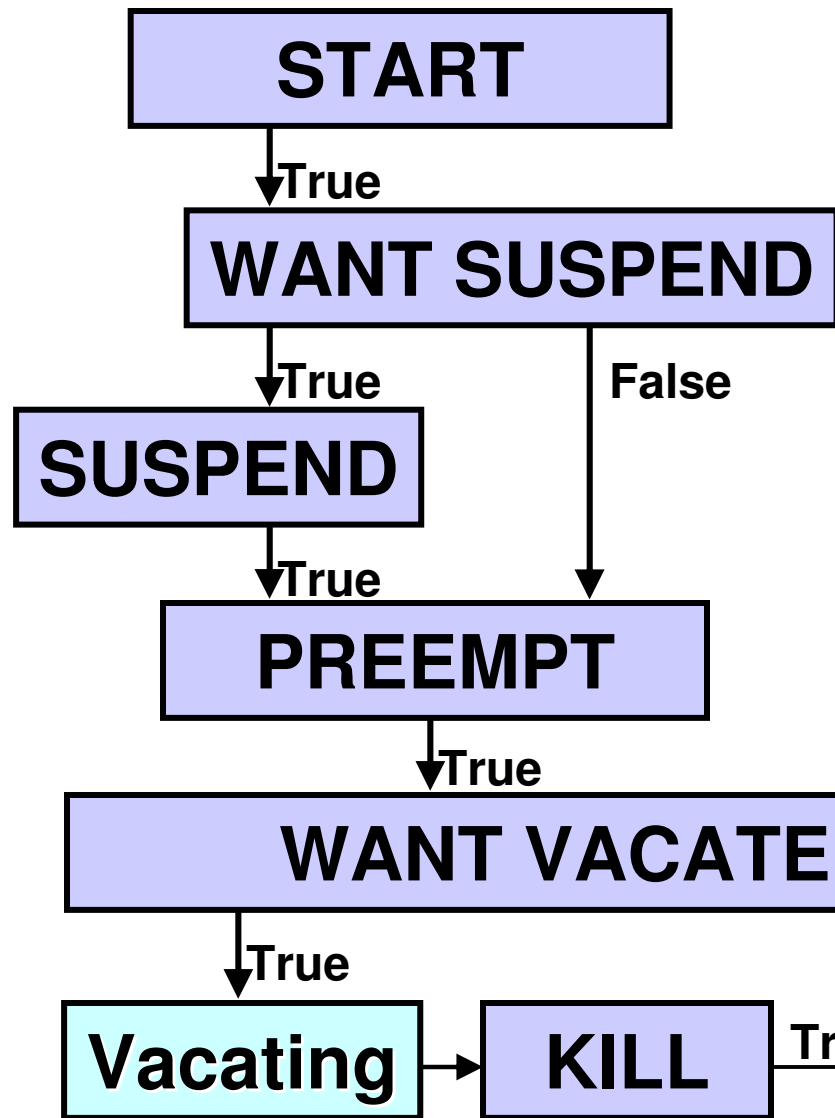 START
True
WANT SUSPEND
True
False
SUSPEND
True
PREEMPT
True
WANT VACATE
True
Vacating
KILL